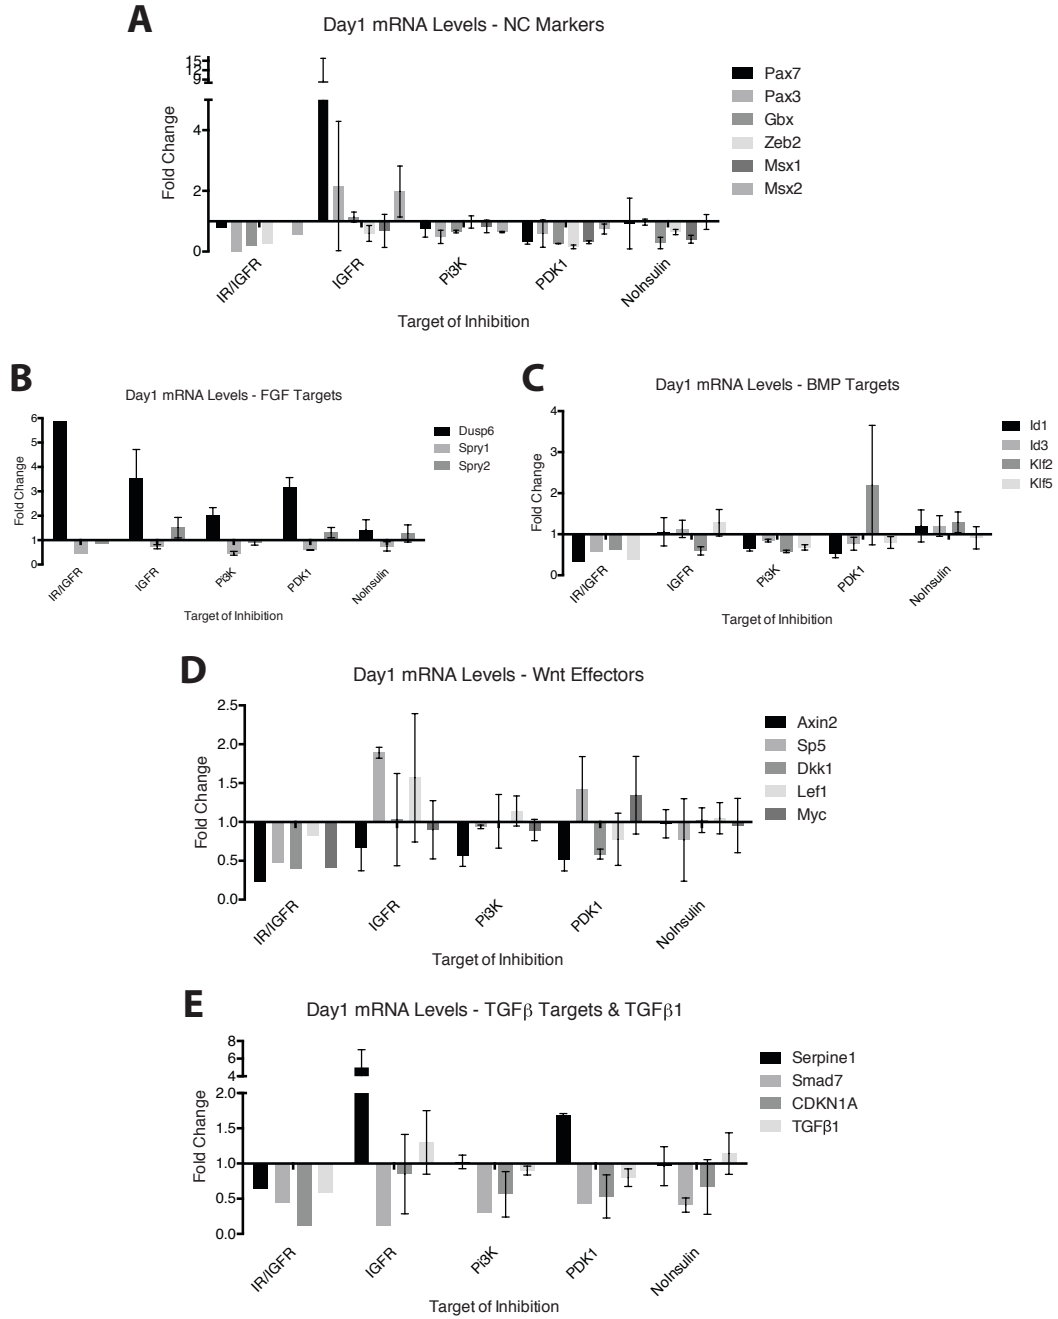 A
Day1 mRNA Levels - NC Markers
15
12
9
4
2
0
Fold Change
IR/IGFR
IGFR
Pi3K
PDK1
NoInsulin
Target of Inhibition
Pax7
Pax3
Gbx
Zeb2
Msx1
Msx2
B
Day1 mRNA Levels - FGF Targets
6
5
4
3
2
1
0
Fold Change
IR/IGFR
IGFR
Pi3K
PDK1
NoInsulin
Target of Inhibition
Dusp6
Spry1
Spry2
C
Day1 mRNA Levels - BMP Targets
4
2
1
0
Fold Change
IR/IGFR
IGFR
Pi3K
PDK1
NoInsulin
Target of Inhibition
Id1
Id3
Klf2
Klf5
D
Day1 mRNA Levels - Wnt Effectors
2.5
2.0
1.5
1.0
0.5
0.0
Fold Change
IR/IGFR
IGFR
Pi3K
PDK1
NoInsulin
Target of Inhibition
Axin2
Sp5
Dkk1
Lef1
Myc
E
Day1 mRNA Levels - TGFβ Targets & TGFβ1
8
6
4
2.0
1.5
1.0
0.5
0.0
Fold Change
IR/IGFR
IGFR
Pi3K
PDK1
NoInsulin
Target of Inhibition
Serpine1
Smad7
CDKN1A
TGFβ1